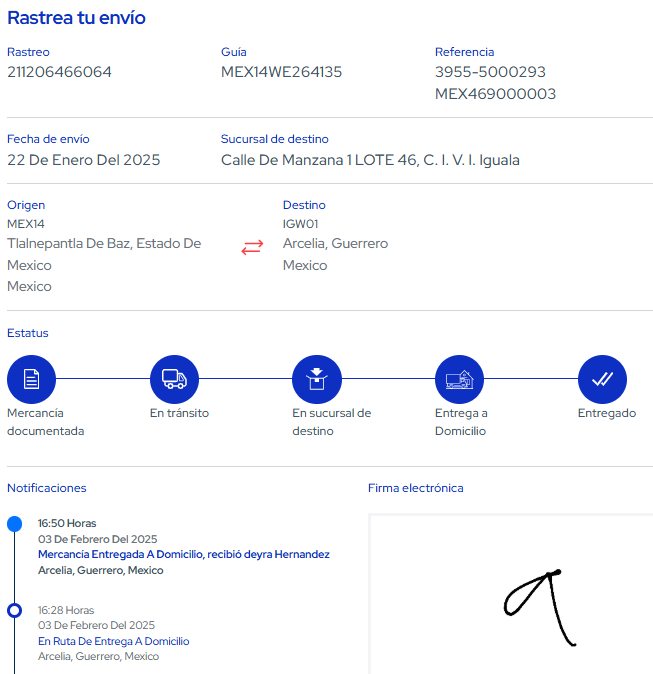 Rastrea tu envío
Rastreo
211206466064
Guía
MEX14WE264135
Referencia
3955-5000293
MEX469000003
Fecha de envío
22 De Enero Del 2025
Sucursal de destino
Calle De Manzana 1 LOTE 46, C. I. V. I. Iguala
Origen
MEX14
Tlalnepantla De Baz, Estado De
Mexico
Mexico
Destino
IGW01
Arcelia, Guerrero
Mexico
Estatus
Mercancía
documentada
En tránsito
En sucursal de
destino
Entrega a
Domicilio
Entregado
Notificaciones
16:50 Horas
03 De Febrero Del 2025
Mercancía Entregada A Domicilio, recibió deyra Hernandez
Arcelia, Guerrero, Mexico
16:28 Horas
03 De Febrero Del 2025
En Ruta De Entrega A Domicilio
Arcelia, Guerrero, Mexico
Firma electrónica